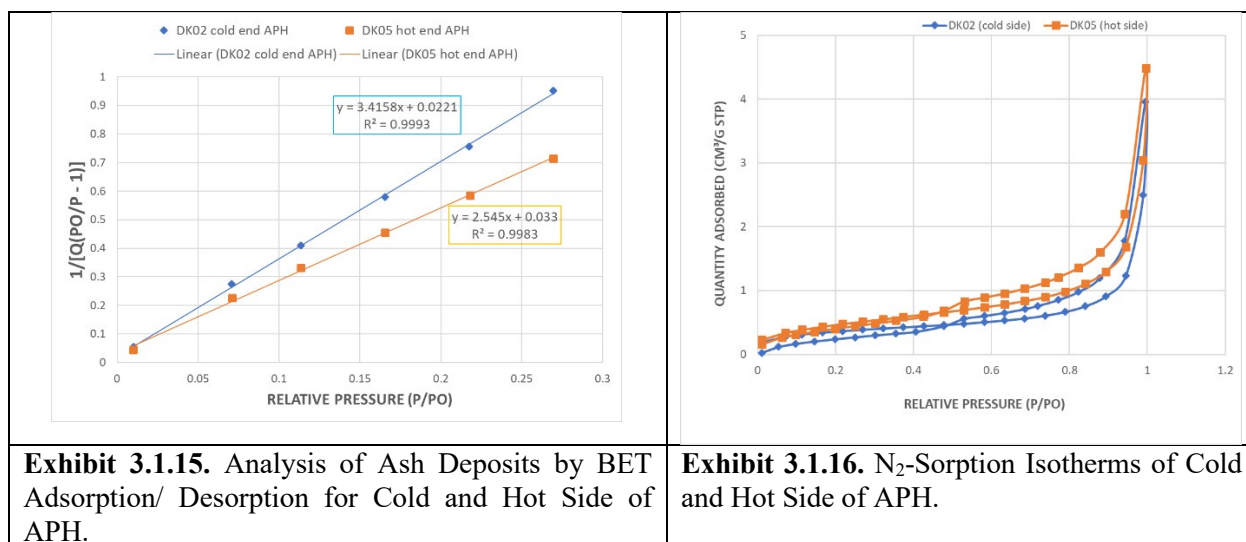 DK02 cold end APH
DK05 hot end APH
Linear (DK02 cold end APH)
Linear (DK05 hot end APH)
1
0.9
0.8
0.7
0.6
0.5
0.4
0.3
0.2
0.1
0
y = 3.4158x + 0.0221
R² = 0.9993
y = 2.545x + 0.033
R² = 0.9983
1/[Q(PO/P - 1)]
0
0.05
0.1
0.15
0.2
0.25
0.3
RELATIVE PRESSURE (P/PO)
DK02 (cold side)
DK05 (hot side)
5
4
3
2
1
0
QUANTITY ADSORBED (CM³/G STP)
0
0.2
0.4
0.6
0.8
1
1.2
RELATIVE PRESSURE (P/PO)
Exhibit 3.1.15. Analysis of Ash Deposits by BET
Adsorption/ Desorption for Cold and Hot Side of
APH.
Exhibit 3.1.16. N₂-Sorption Isotherms of Cold
and Hot Side of APH.